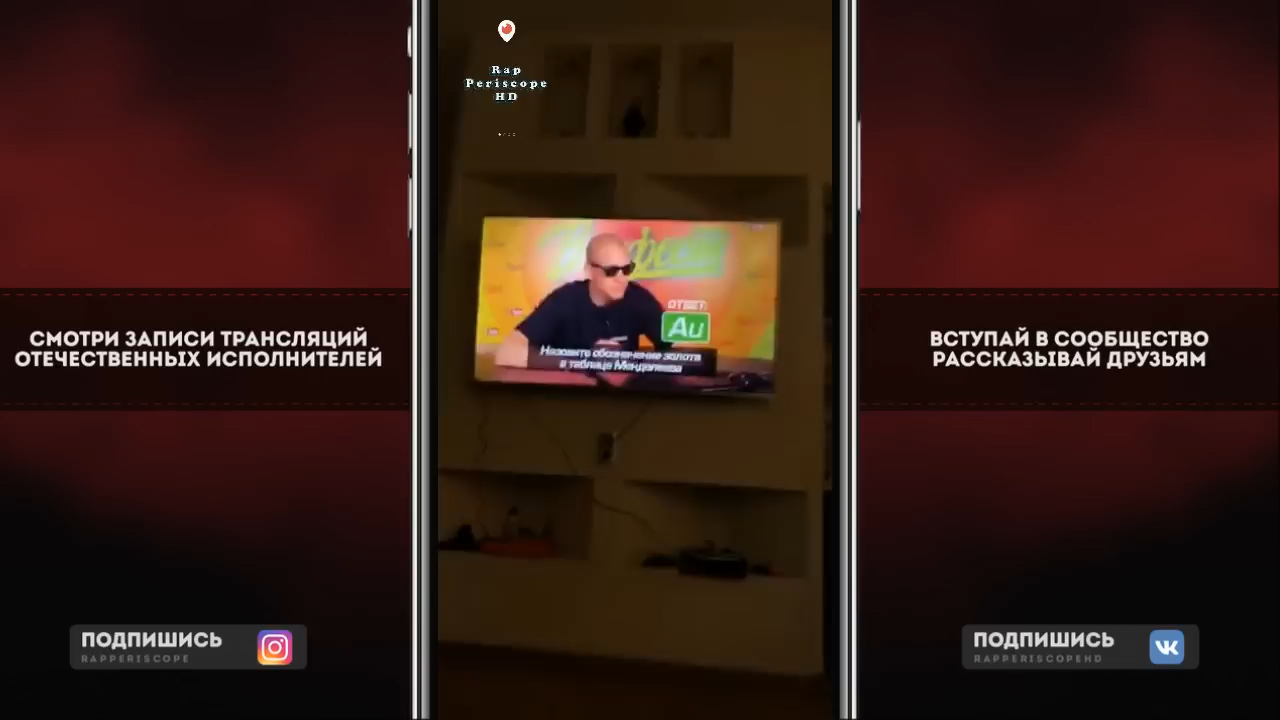 Rap
Periscope
HD
СМОТРИ ЗАПИСИ ТРАНСЛЯЦИЙ
ОТЕЧЕСТВЕННЫХ ИСПОЛНИТЕЛЕЙ
ВСТУПАЙ В СООБЩЕСТВО
РАССКАЗЫВАЙ ДРУЗЬЯМ
ОТВЕТ:
Au
Назовите обозначение золота
в таблице Менделеева
ПОДПИШИСЬ
RAPPERISCOPE
ПОДПИШИСЬ
RAPPERISCOPEHD